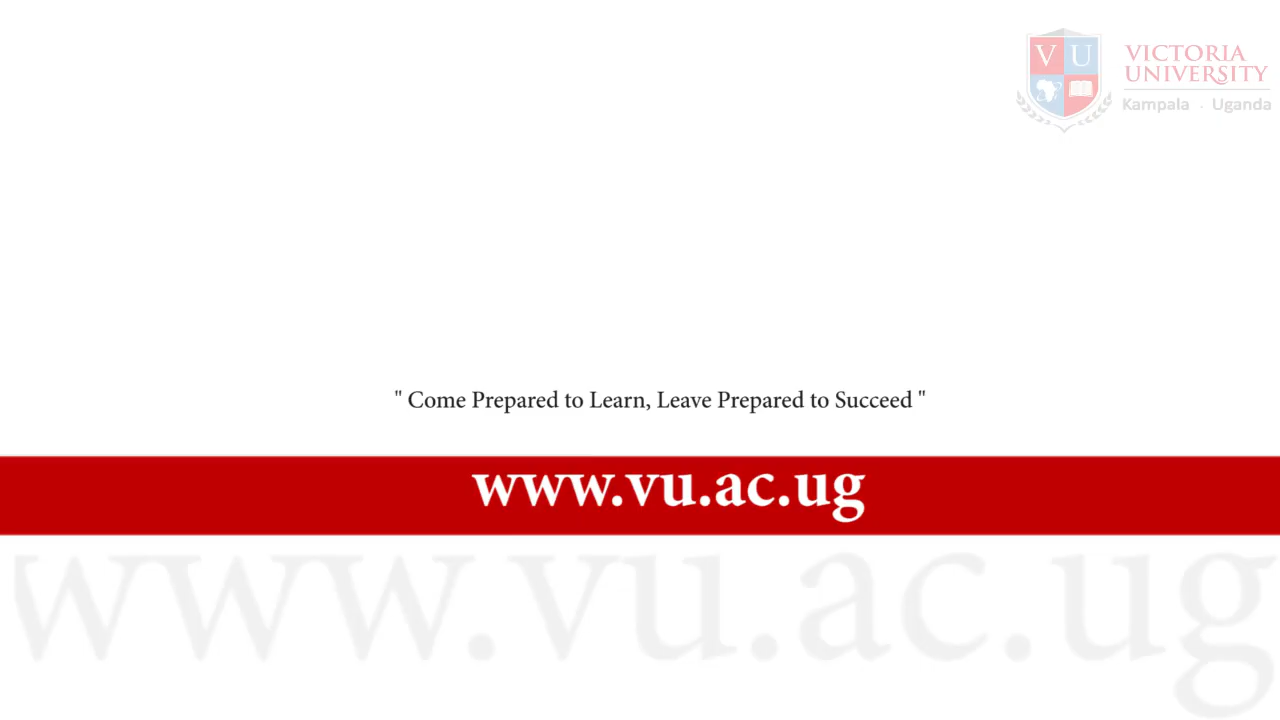 V U
VICTORIA
UNIVERSITY
Kampala . Uganda
" Come Prepared to Learn, Leave Prepared to Succeed "
www.vu.ac.ug
www.vu.ac.ug